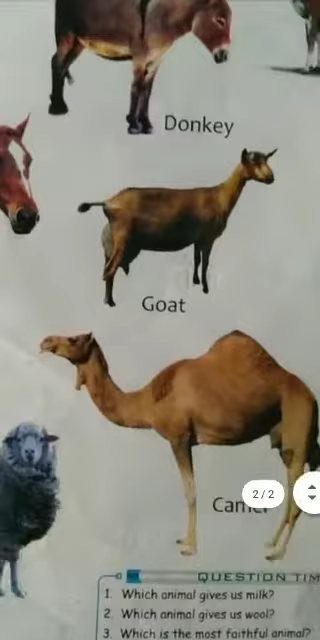 Donkey
Goat
2/2
QUESTION
1. Which animal gives us milk?
2. Which animal gives us wool?
3. Which is the most faithful animal?